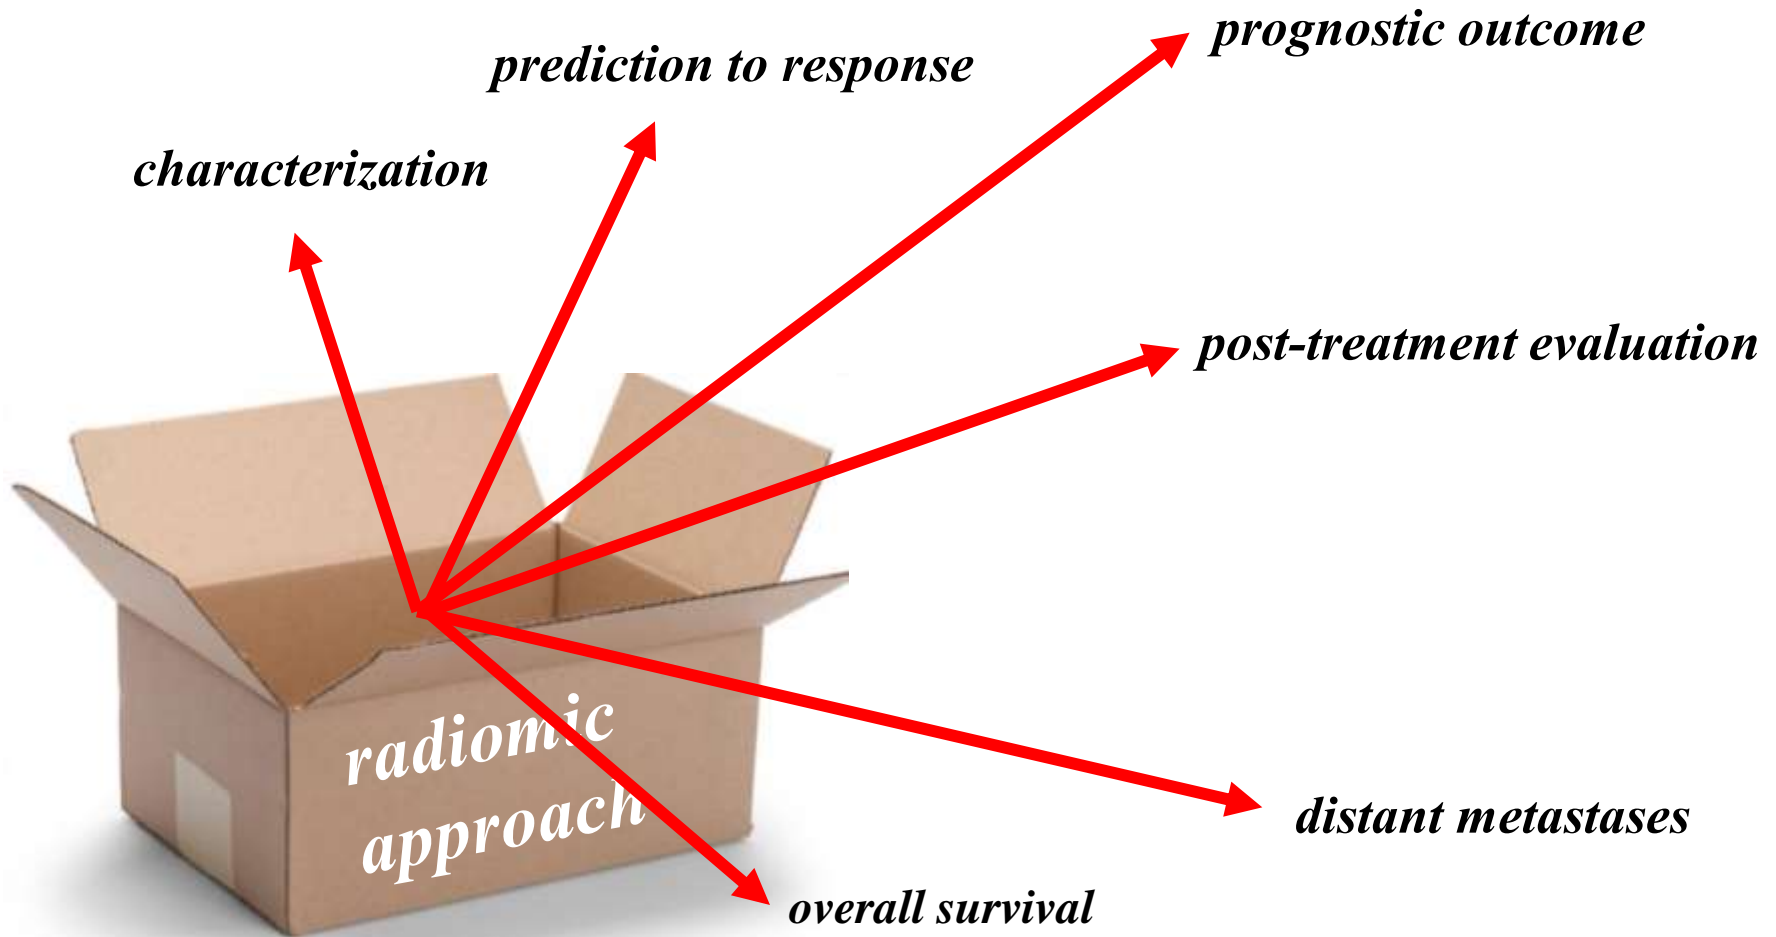 prognostic outcome
prediction to response
characterization
post-treatment evaluation
radiomic
approach
distant metastases
overall survival